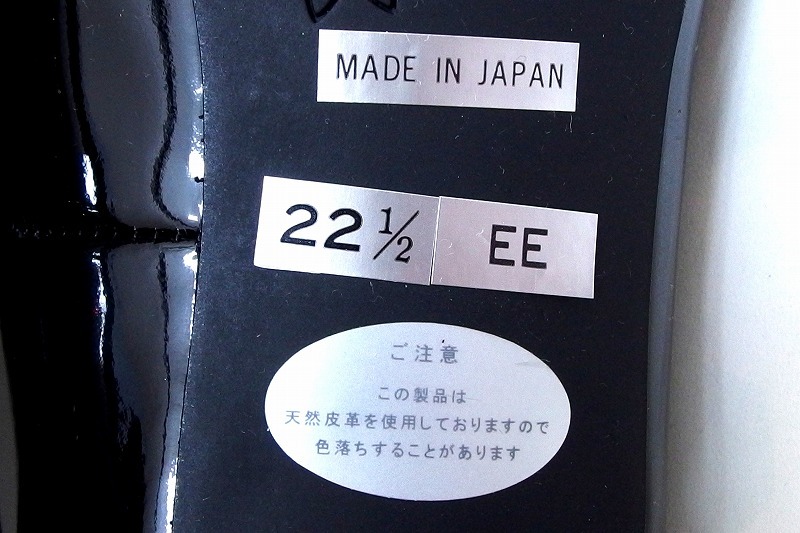 MADE IN JAPAN
22 ½ EE
ご注意
この製品は
天然皮革を使用しておりますので
色落ちすることがあります